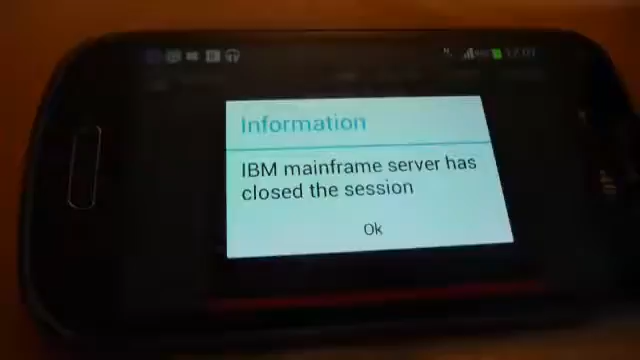 Information
IBM mainframe server has
closed the session
Ok